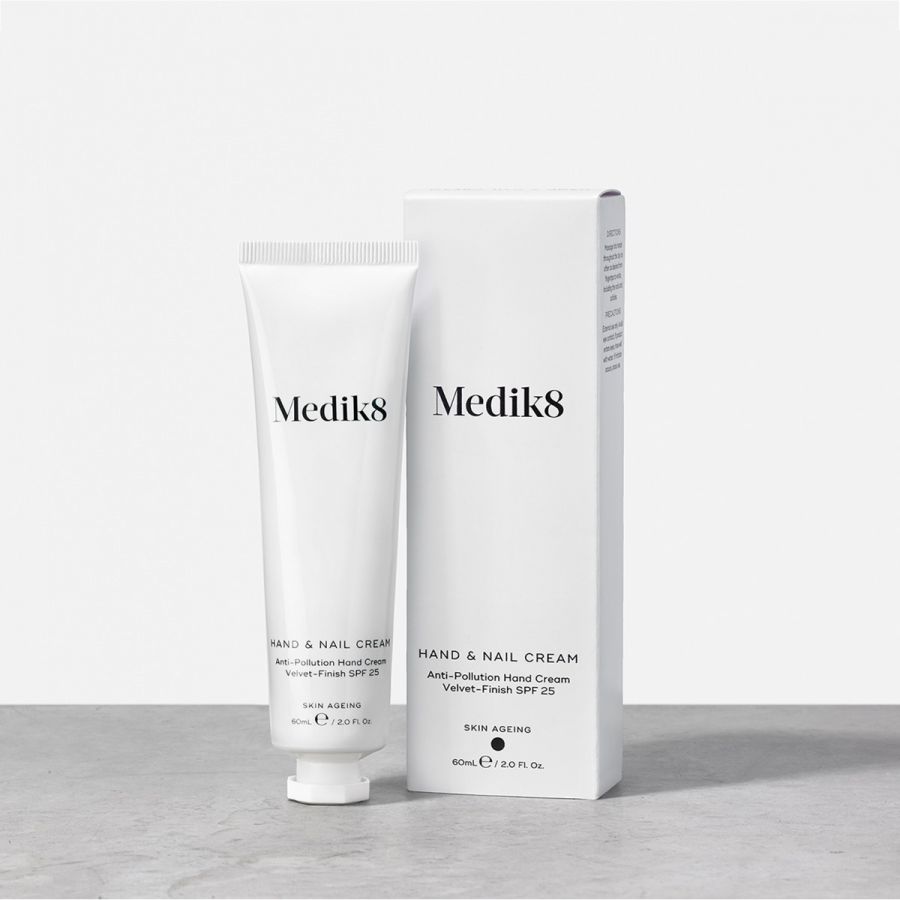 Medik8
HAND & NAIL CREAM
Anti-Pollution Hand Cream
Velvet-Finish SPF 25
SKIN AGEING
60mL ℮ / 2.0 Fl. Oz.
Medik8
HAND & NAIL CREAM
Anti-Pollution Hand Cream
Velvet-Finish SPF 25
SKIN AGEING
60mL ℮ / 2.0 Fl. Oz.
DIRECTIONS
PRECAUTIONS